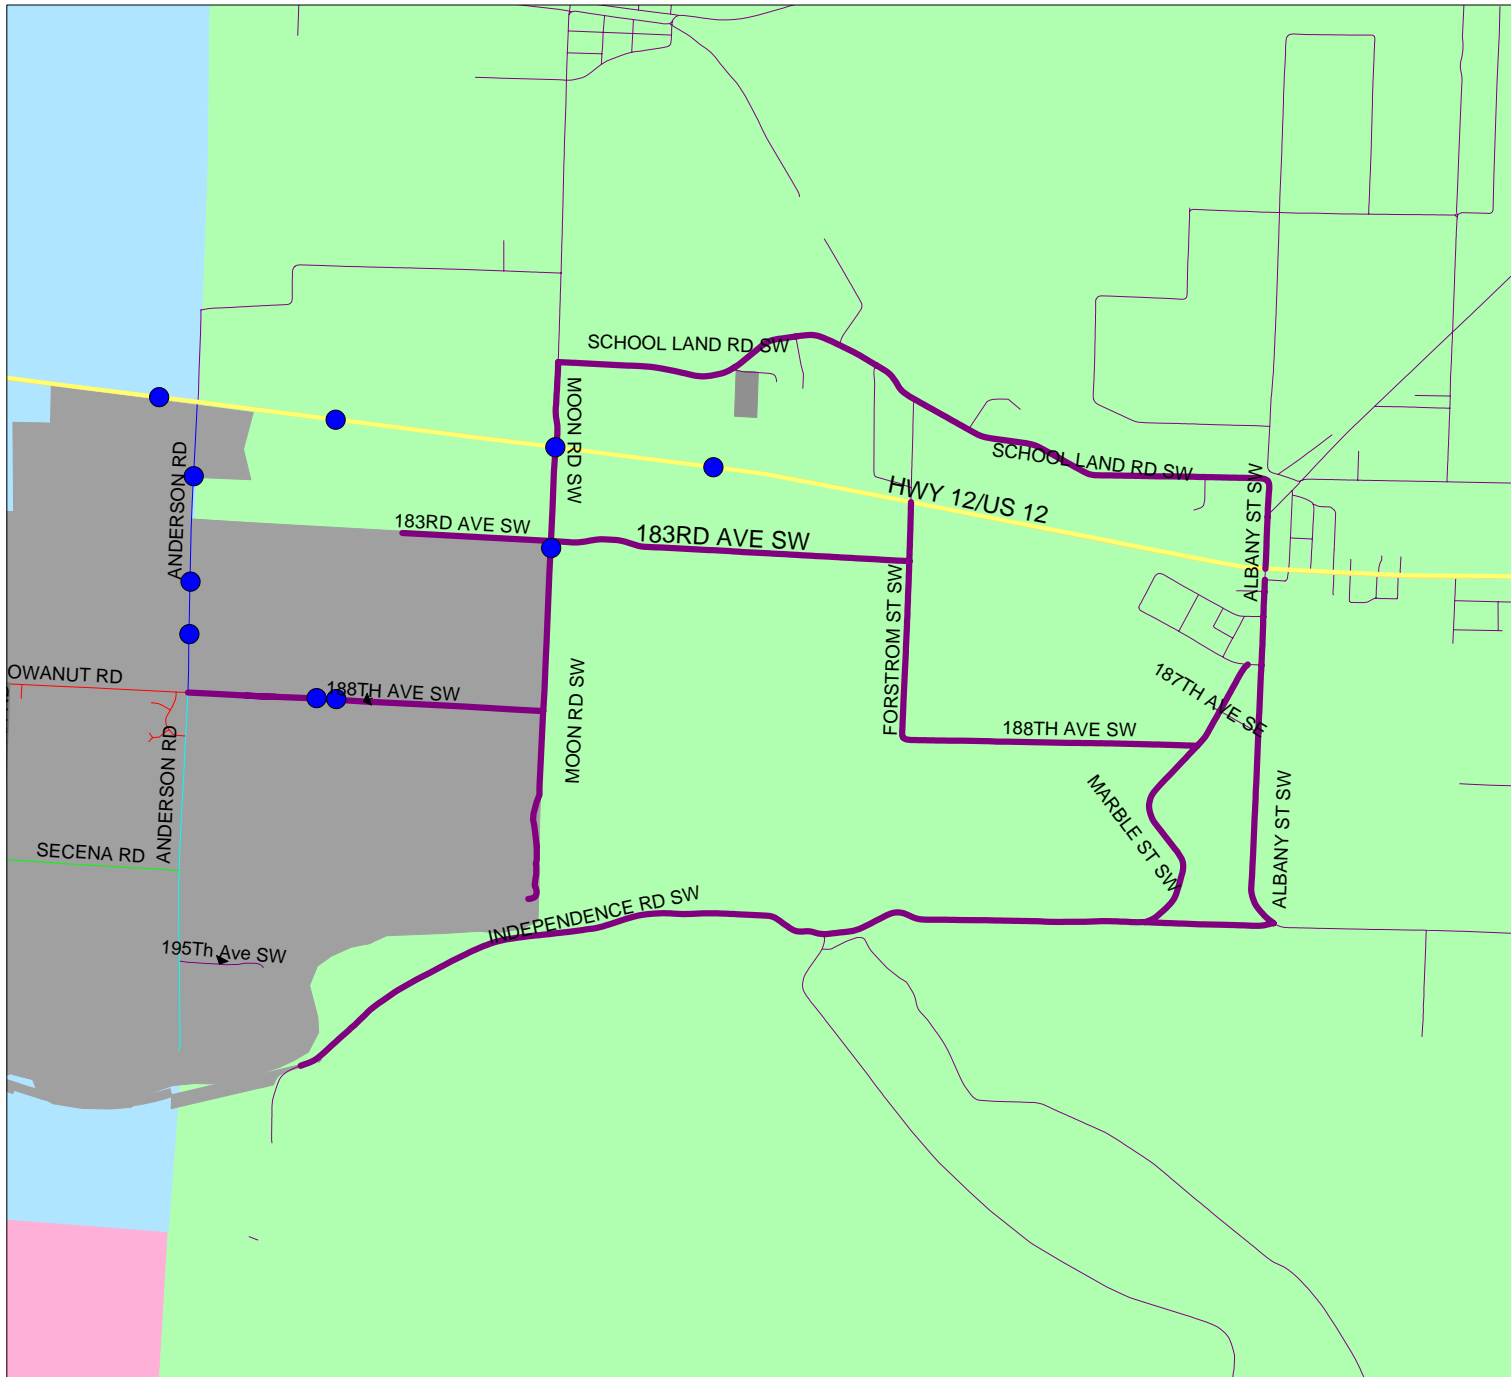 SCHOOL LAND RD SW
MOON RD SW
ANDERSON RD
SCHOOL LAND RD SW
ALBANY ST SW
HWY 12/US 12
183RD AVE SW
183RD AVE SW
FORSTROM ST SW
OWANUT RD
188TH AVE SW
MOON RD SW
187TH AVE SE
188TH AVE SW
ANDERSON RD
MARBLE ST SW
ALBANY ST SW
SECENA RD
INDEPENDENCE RD SW
195Th Ave SW